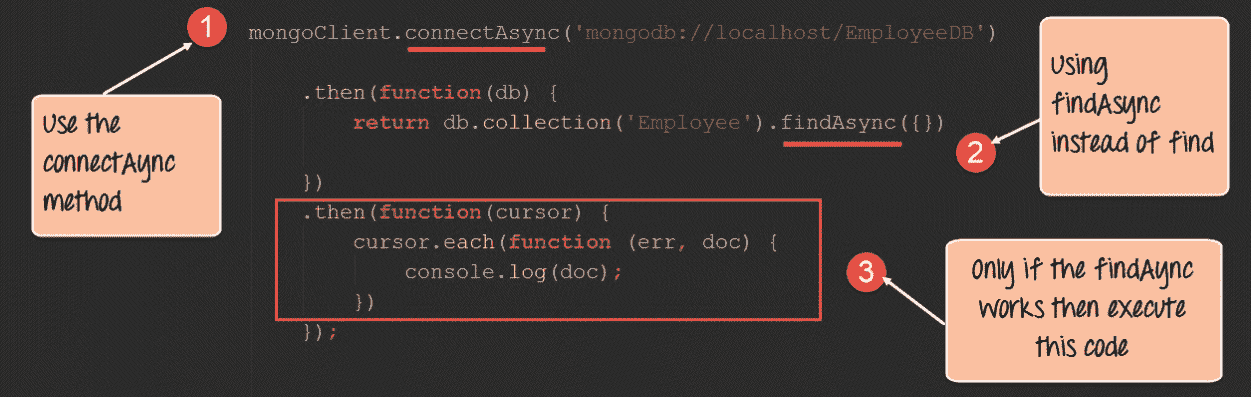 1
mongoClient.connectAsync('mongodb://localhost/EmployeeDB')
Use the
connectAync
method
.then(function(db) {
return db.collection('Employee').findAsync({})
})
2
Using
findAsync
instead of find
.then(function(cursor) {
cursor.each(function (err, doc) {
console.log(doc);
})
});
3
Only if the findAync
works then execute
this code